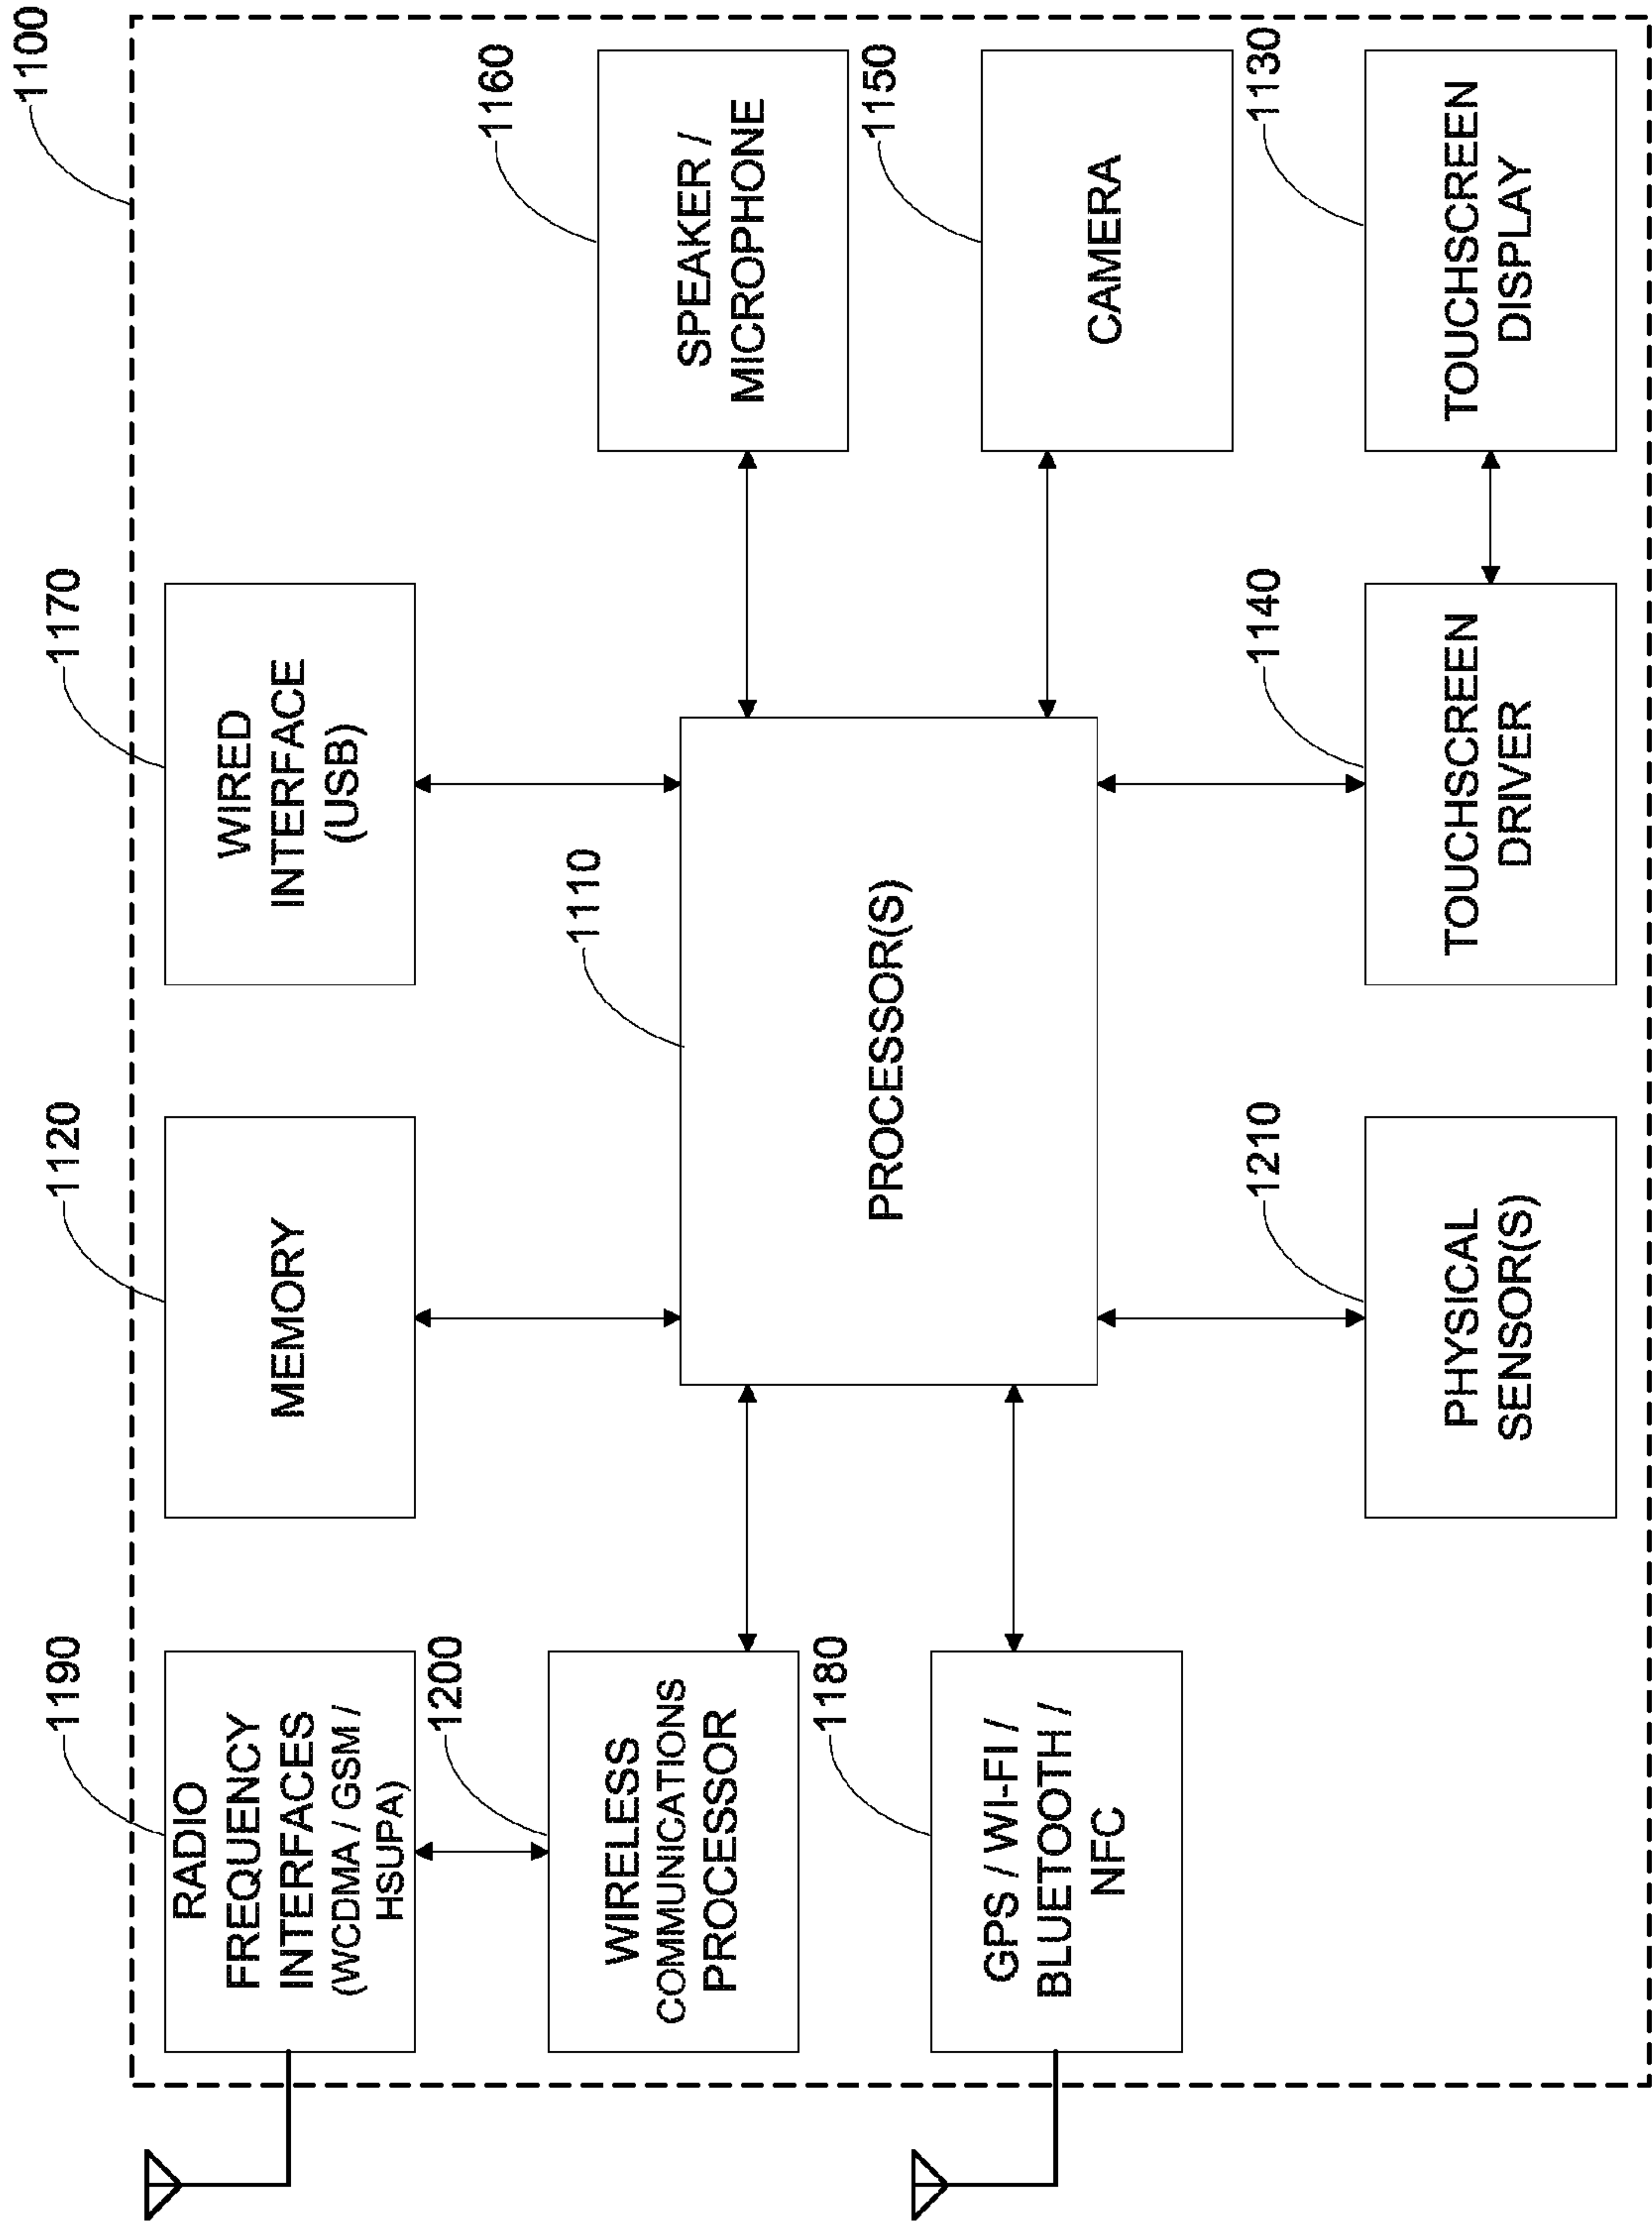 1100
1190
RADIO
FREQUENCY
INTERFACES
(WCDMA / GSM /
HSUPA)
1120
MEMORY
1170
WIRED
INTERFACE
(USB)
1200
WIRELESS
COMMUNICATIONS
PROCESSOR
1110
PROCESSOR(S)
1160
SPEAKER /
MICROPHONE
1180
GPS / WI-FI /
BLUETOOTH /
NFC
1150
CAMERA
1210
PHYSICAL
SENSOR(S)
1140
TOUCHSCREEN
DRIVER
1130
TOUCHSCREEN
DISPLAY